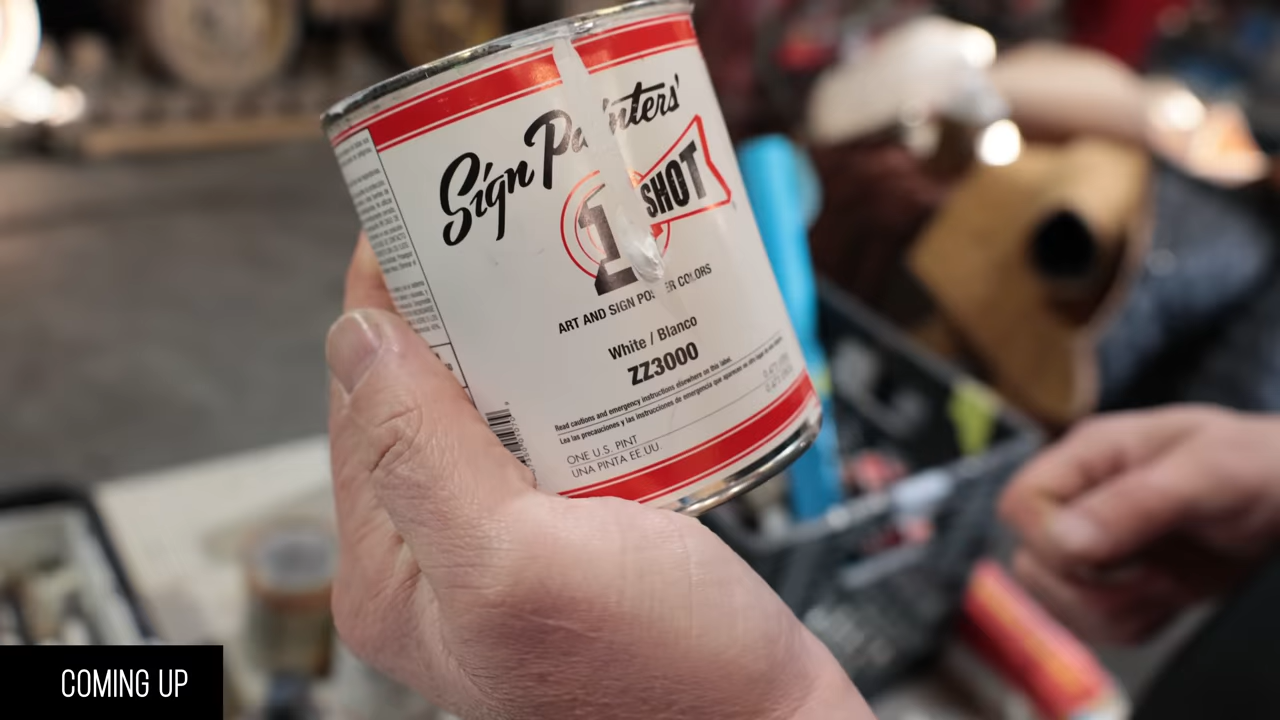 Sign Painters'
1 SHOT
ART AND SIGN POSTER COLORS
White / Blanco
ZZ3000
Read cautions and emergency instructions elsewhere on this label.
Lea las precauciones y las instrucciones de emergencia que aparecen en otro lugar de esta etiqueta.
ONE U.S. PINT
UNA PINTA EE.UU.
COMING UP